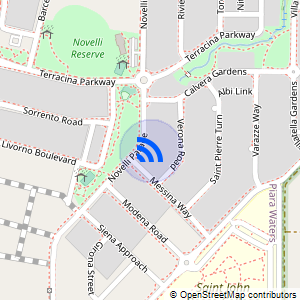 Novelli
Reserve
Novelli
Terracina Parkway
Terracina Parkway
Calvera Gardens
Albi Link
Sorrento Road
Livorno Boulevard
Verona Road
Saint Pierre Turn
Varazze Way
Novelli Parade
Messina Way
Modena Road
Siena Approach
Girona Street
Piara Waters
Saint John
© OpenStreetMap contributors